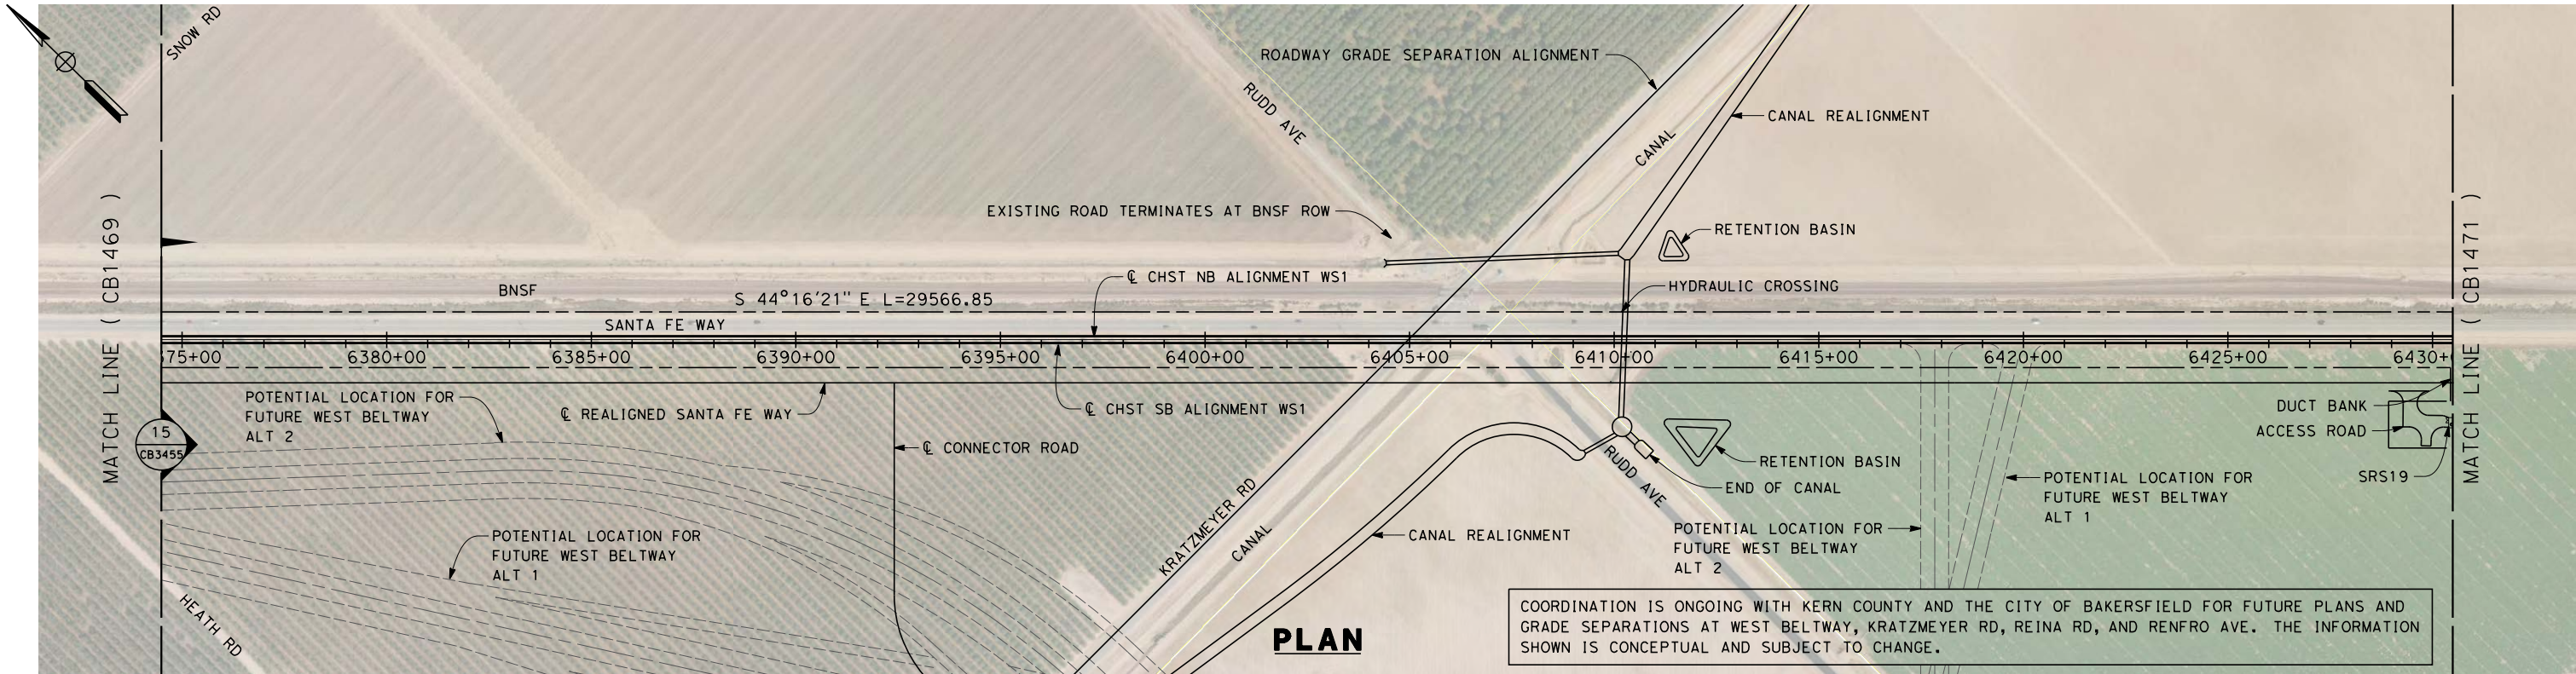 SNOW RD
ROADWAY GRADE SEPARATION ALIGNMENT
RUDD AVE
CANAL REALIGNMENT
CANAL
MATCH LINE ( CB1469 )
EXISTING ROAD TERMINATES AT BNSF ROW
RETENTION BASIN
MATCH LINE ( CB1471 )
℄ CHST NB ALIGNMENT WS1
BNSF
HYDRAULIC CROSSING
S 44°16'21" E L=29566.85
SANTA FE WAY
75+00 6380+00 6385+00 6390+00 6395+00 6400+00 6405+00 6410+00 6415+00 6420+00 6425+00 6430+
POTENTIAL LOCATION FOR
FUTURE WEST BELTWAY
ALT 2
℄ REALIGNED SANTA FE WAY
℄ CHST SB ALIGNMENT WS1
DUCT BANK
ACCESS ROAD
15
CB3455
℄ CONNECTOR ROAD
RUDD AVE
RETENTION BASIN
END OF CANAL
POTENTIAL LOCATION FOR
FUTURE WEST BELTWAY
ALT 1
SRS19
KRATZMEYER RD
CANAL
CANAL REALIGNMENT
POTENTIAL LOCATION FOR
FUTURE WEST BELTWAY
ALT 2
POTENTIAL LOCATION FOR
FUTURE WEST BELTWAY
ALT 1
HEATH RD
PLAN
COORDINATION IS ONGOING WITH KERN COUNTY AND THE CITY OF BAKERSFIELD FOR FUTURE PLANS AND
GRADE SEPARATIONS AT WEST BELTWAY, KRATZMEYER RD, REINA RD, AND RENFRO AVE. THE INFORMATION
SHOWN IS CONCEPTUAL AND SUBJECT TO CHANGE.